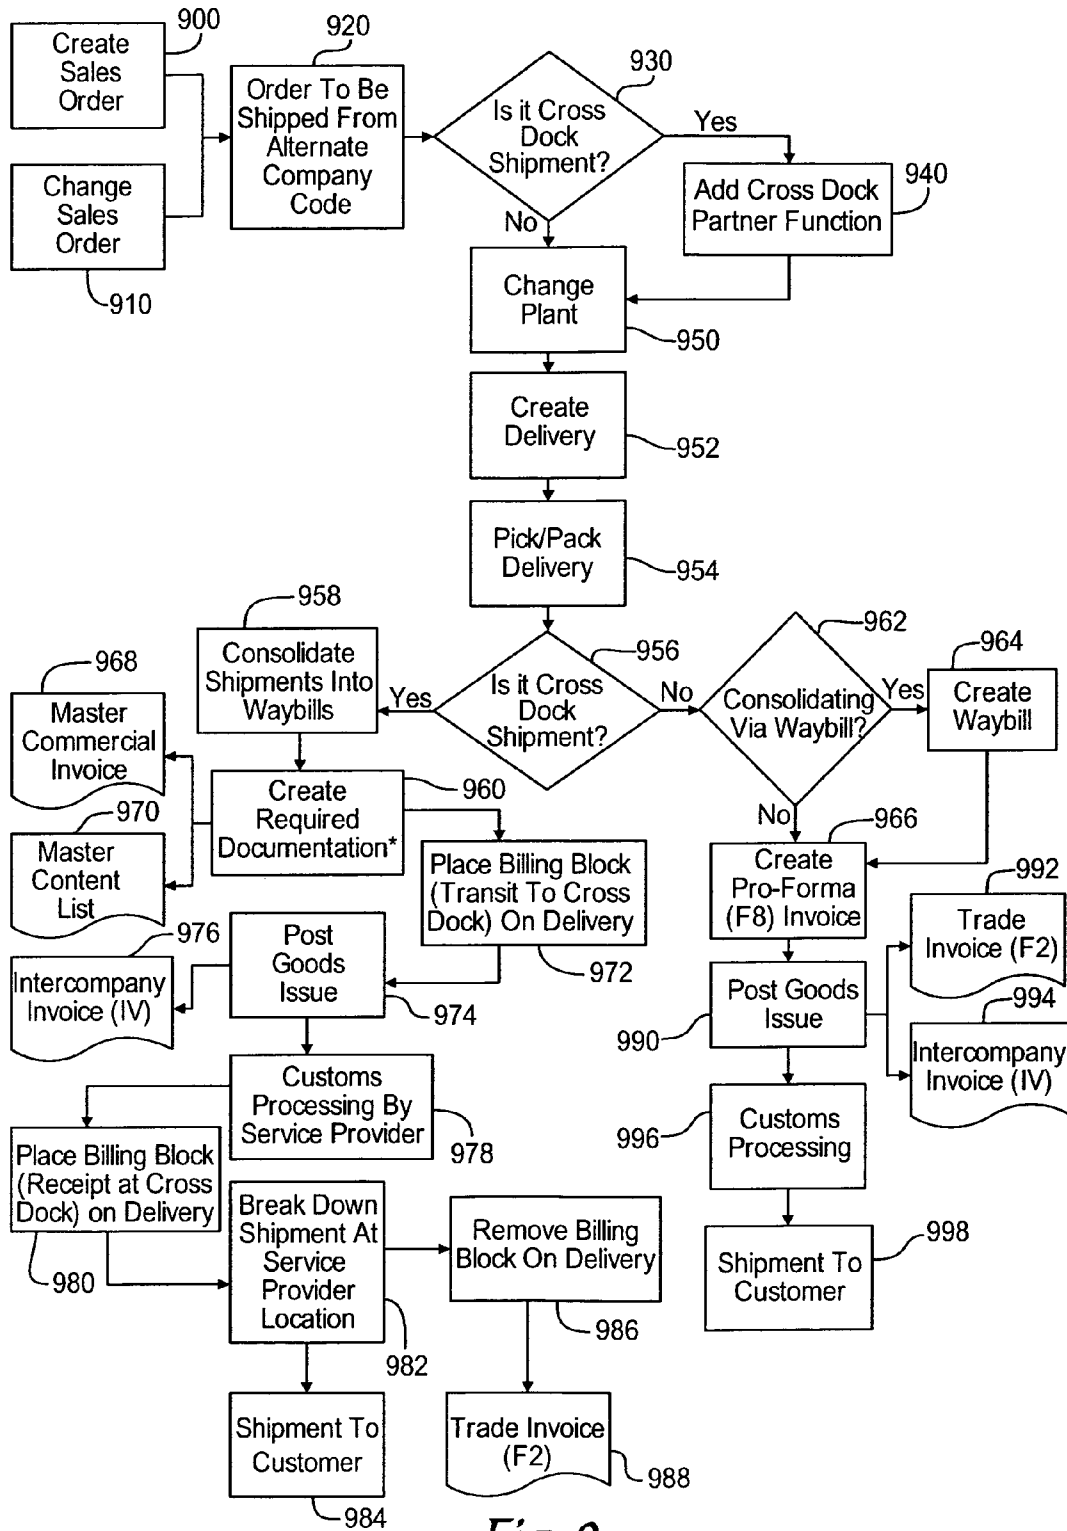 900
Create
Sales
Order
920
Order To Be
Shipped From
Alternate
Company
Code
930
Is it Cross
Dock
Shipment?
Yes
No
940
Add Cross Dock
Partner Function
Change
Sales
Order
910
Change
Plant
950
Create
Delivery
952
Pick/Pack
Delivery
954
958
Consolidate
Shipments Into
Waybills
Yes
956
Is it Cross
Dock
Shipment?
No
962
Consolidating
Via Waybill?
Yes
No
964
Create
Waybill
968
Master
Commercial
Invoice
960
Create
Required
Documentation*
970
Master
Content
List
Place Billing Block
(Transit To Cross
Dock) On Delivery
972
966
Create
Pro-Forma
(F8) Invoice
992
Trade
Invoice (F2)
976
Intercompany
Invoice (IV)
Post
Goods
Issue
974
Post Goods
Issue
990
994
Intercompany
Invoice (IV)
Customs
Processing By
Service Provider
978
Customs
Processing
996
Place Billing Block
(Receipt at Cross
Dock) on Delivery
980
Break Down
Shipment At
Service
Provider
Location
982
Remove Billing
Block On Delivery
986
Shipment To
Customer
998
Shipment To
Customer
984
Trade Invoice
(F2)
988